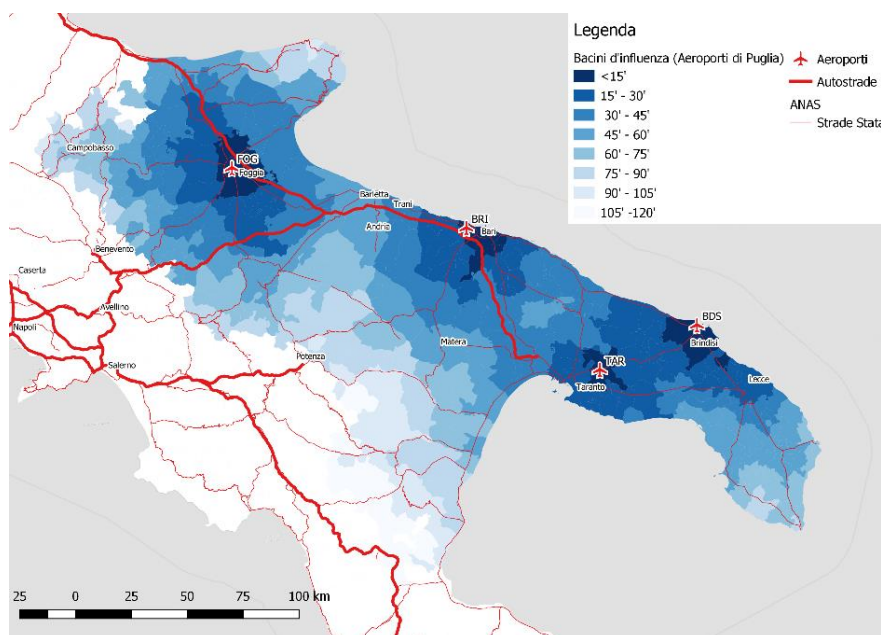 Legenda
Bacini d'influenza (Aeroporti di Puglia)
<15'
15' - 30'
30' - 45'
45' - 60'
60' - 75'
75' - 90'
90' - 105'
105' -120'
Aeroporti
Autostrade
ANAS
Strade Stata
Campobasso
FOG
Foggia
Barletta
Trani
Andria
BRI
Bari
Benevento
Caserta
Avellino
Napoli
Salerno
Potenza
Matera
TAR
Taranto
BDS
Brindisi
Lecce
25 0 25 50 75 100 km